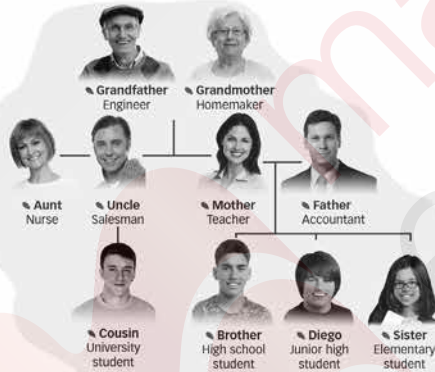 Grandfather
Engineer
Grandmother
Homemaker
Aunt
Nurse
Uncle
Salesman
Mother
Teacher
Father
Accountant
Cousin
University
student
Brother
High school
student
Diego
Junior high
student
Sister
Elementary
student